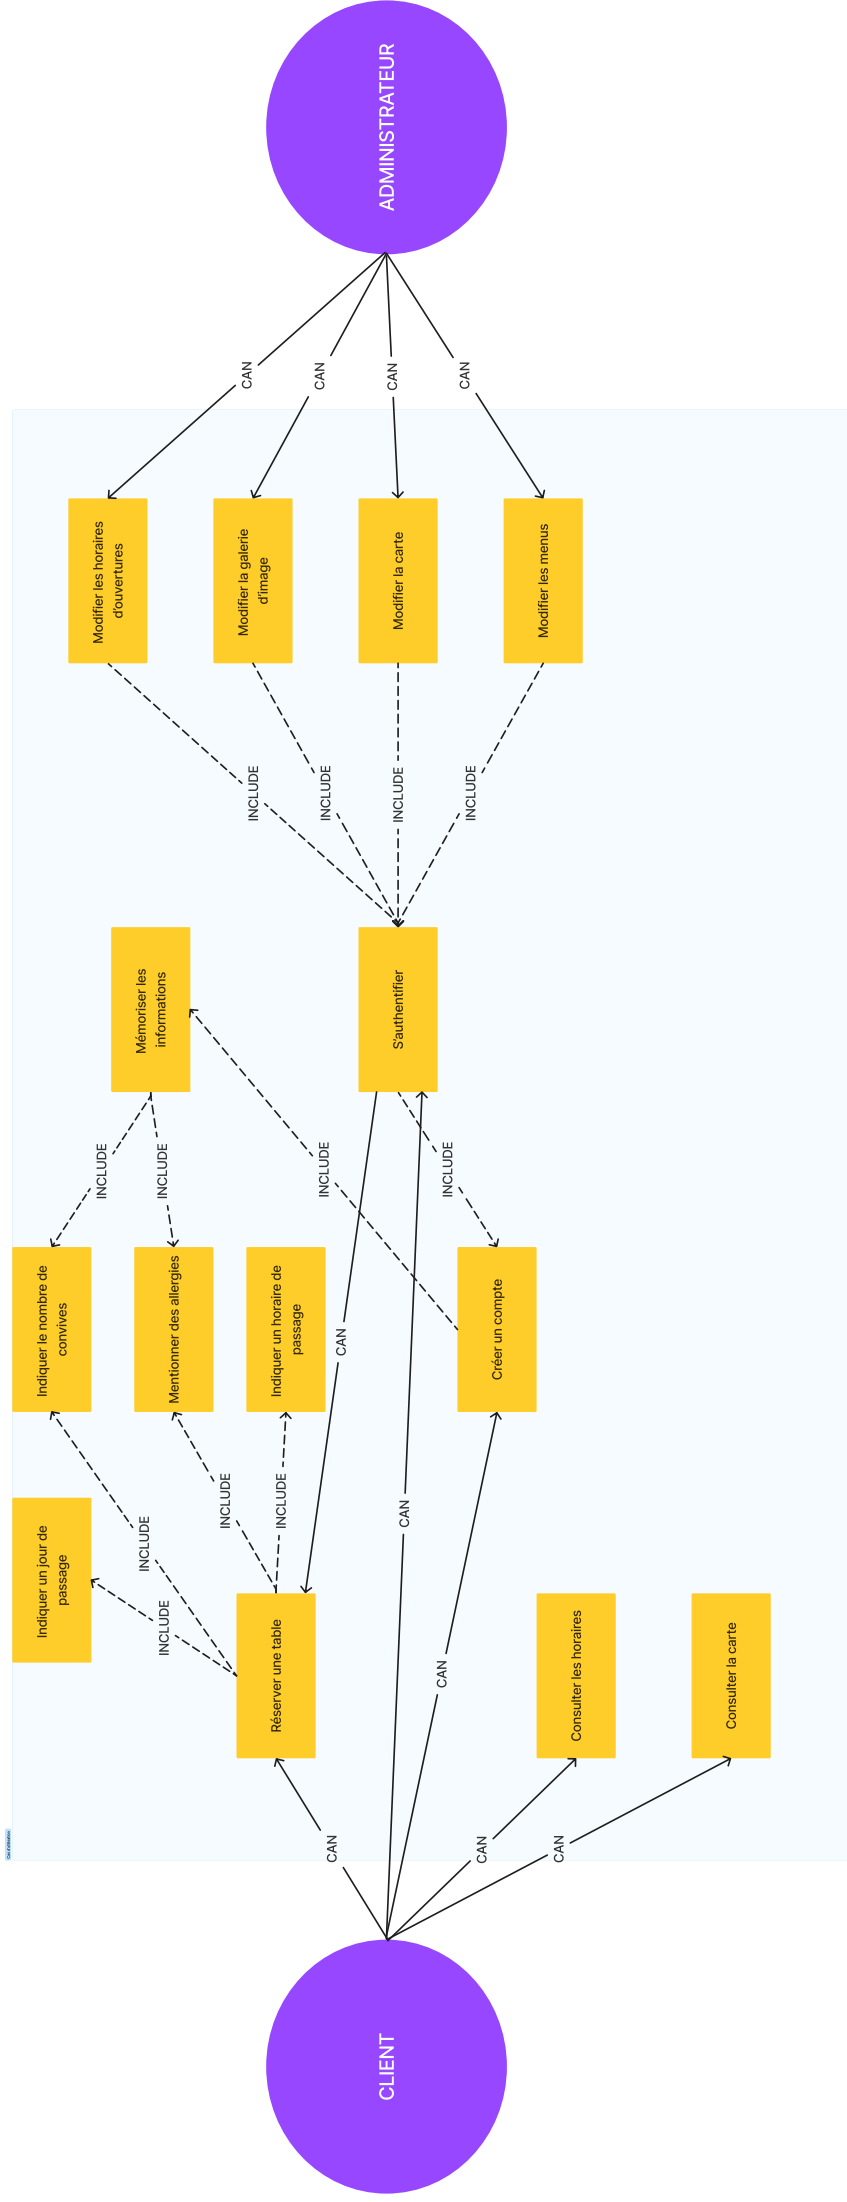 Cas d'utilisation
CLIENT
CAN
CAN
CAN
CAN
CAN
Réserver une table
Consulter les horaires
Consulter la carte
INCLUDE
INCLUDE
INCLUDE
INCLUDE
Indiquer un jour de
passage
Indiquer le nombre de
convives
Mentionner des allergies
Indiquer un horaire de
passage
CAN
Créer un compte
INCLUDE
INCLUDE
INCLUDE
INCLUDE
Mémoriser les
informations
S'authentifier
INCLUDE
INCLUDE
INCLUDE
INCLUDE
Modifier les horaires
d'ouvertures
Modifier la galerie
d'image
Modifier la carte
Modifier les menus
CAN
CAN
CAN
CAN
ADMINISTRATEUR